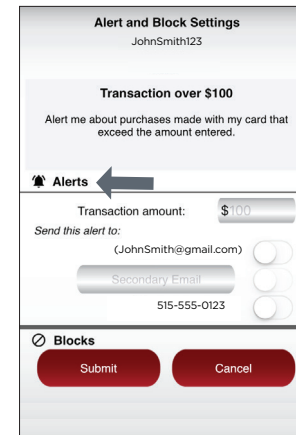 Alert and Block Settings
JohnSmith123
Transaction over $100
Alert me about purchases made with my card that
exceed the amount entered.
Alerts
Transaction amount: $100
Send this alert to:
(JohnSmith@gmail.com)
Secondary Email
515-555-0123
Blocks
Submit Cancel